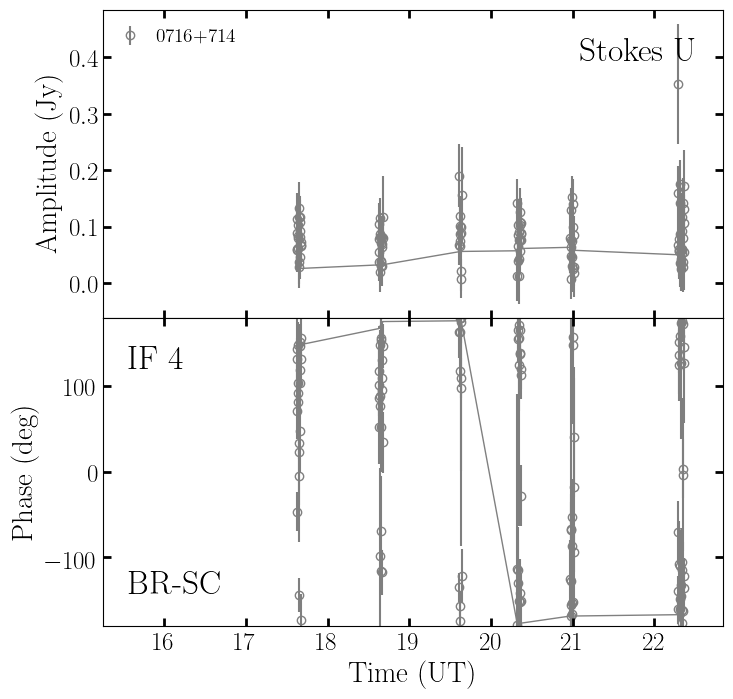 0716+714
Stokes U
0.4
0.3
0.2
0.1
0.0
Amplitude (Jy)
IF 4
100
0
−100
Phase (deg)
BR-SC
16 17 18 19 20 21 22
Time (UT)